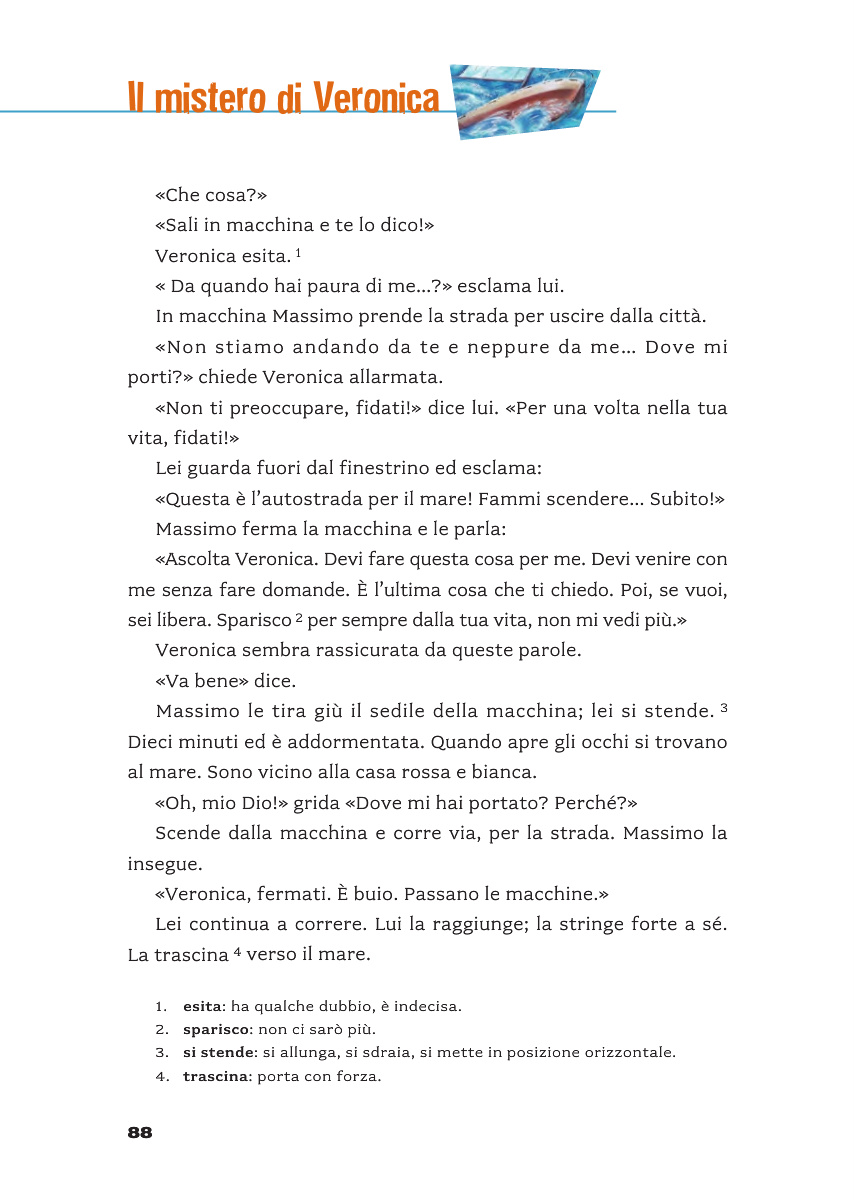 Il mistero di Veronica
«Che cosa?»
«Sali in macchina e te lo dico!»
Veronica esita. 1
« Da quando hai paura di me...?» esclama lui.
In macchina Massimo prende la strada per uscire dalla città.
«Non stiamo andando da te e neppure da me... Dove mi
porti?» chiede Veronica allarmata.
«Non ti preoccupare, fidati!» dice lui. «Per una volta nella tua
vita, fidati!»
Lei guarda fuori dal finestrino ed esclama:
«Questa è l’autostrada per il mare! Fammi scendere... Subito!»
Massimo ferma la macchina e le parla:
«Ascolta Veronica. Devi fare questa cosa per me. Devi venire con
me senza fare domande. È l’ultima cosa che ti chiedo. Poi, se vuoi,
sei libera. Sparisco 2 per sempre dalla tua vita, non mi vedi più.»
Veronica sembra rassicurata da queste parole.
«Va bene» dice.
Massimo le tira giù il sedile della macchina; lei si stende. 3
Dieci minuti ed è addormentata. Quando apre gli occhi si trovano
al mare. Sono vicino alla casa rossa e bianca.
«Oh, mio Dio!» grida «Dove mi hai portato? Perché?»
Scende dalla macchina e corre via, per la strada. Massimo la
insegue.
«Veronica, fermati. È buio. Passano le macchine.»
Lei continua a correre. Lui la raggiunge; la stringe forte a sé.
La trascina 4 verso il mare.
1. esita: ha qualche dubbio, è indecisa.
2. sparisco: non ci sarò più.
3. si stende: si allunga, si sdraia, si mette in posizione orizzontale.
4. trascina: porta con forza.
88